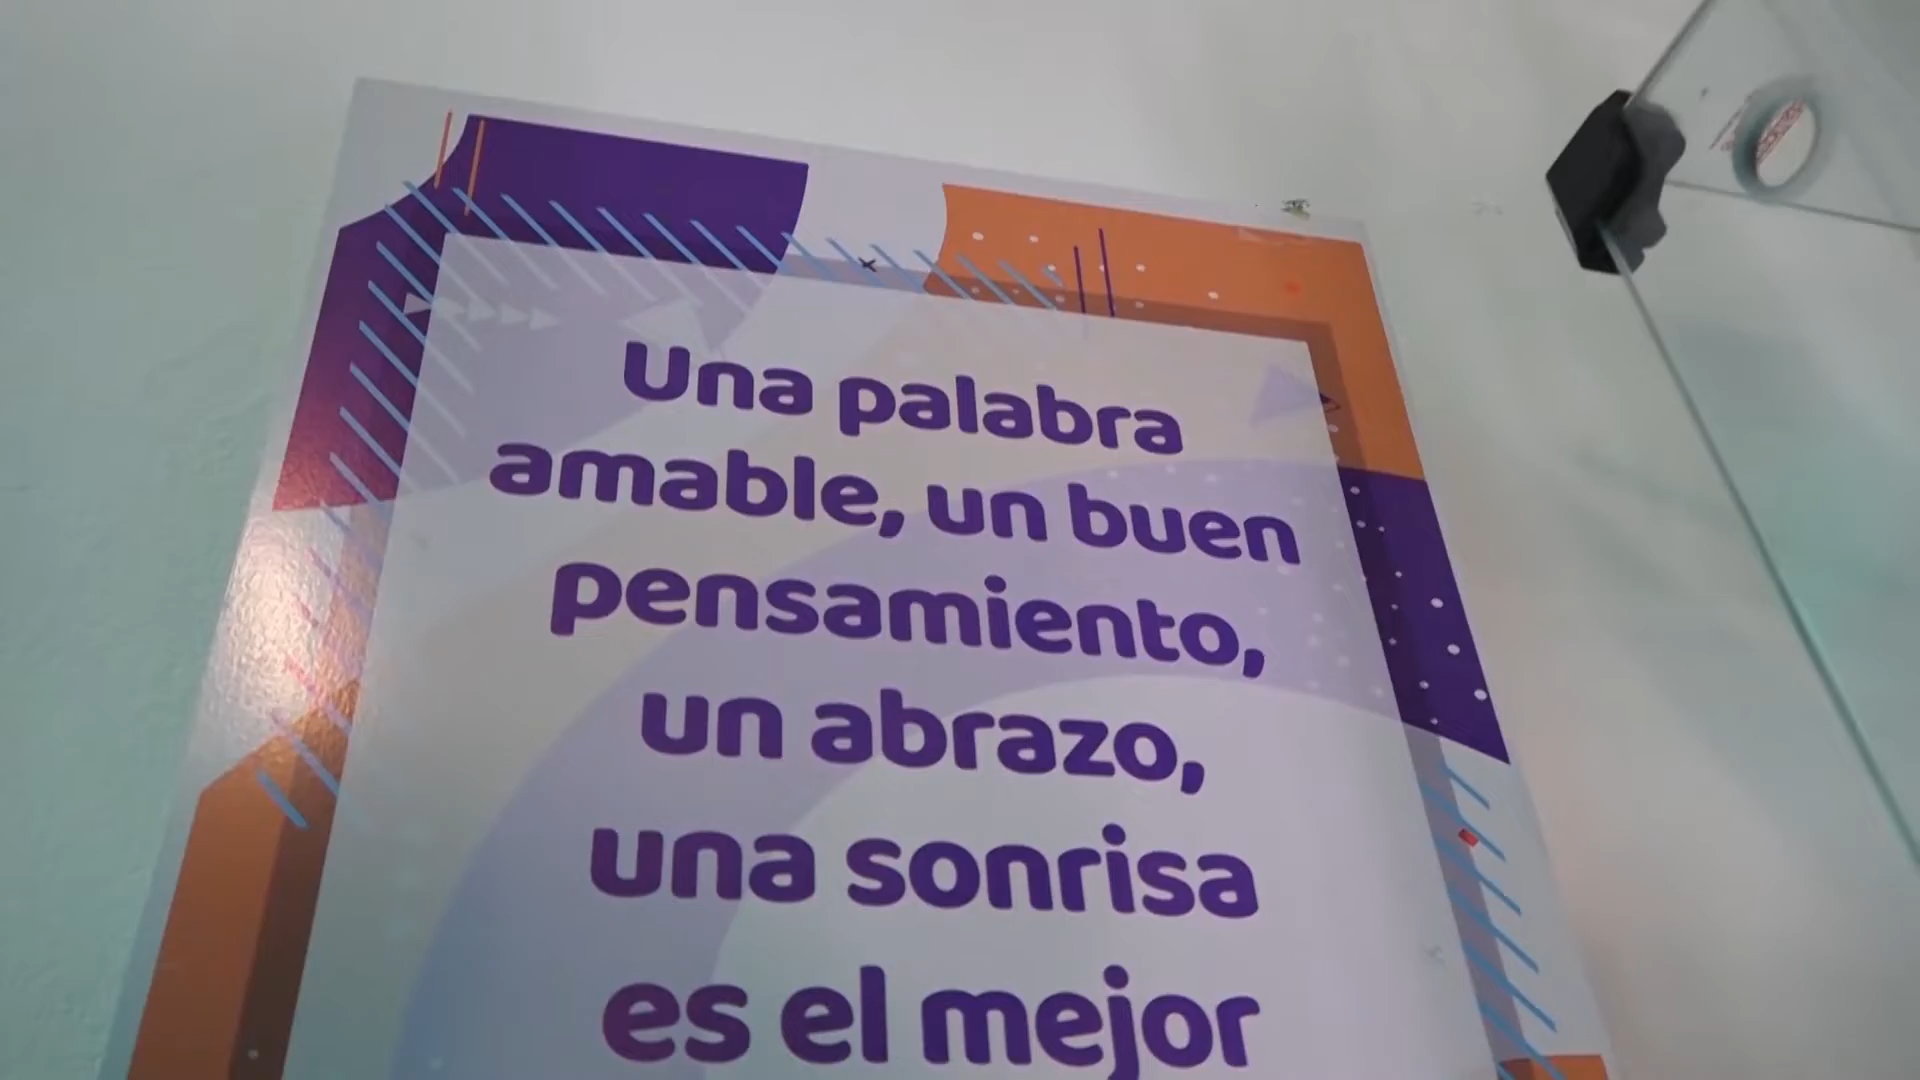 Una palabra
amable, un buen
pensamiento,
un abrazo,
una sonrisa
es el mejor